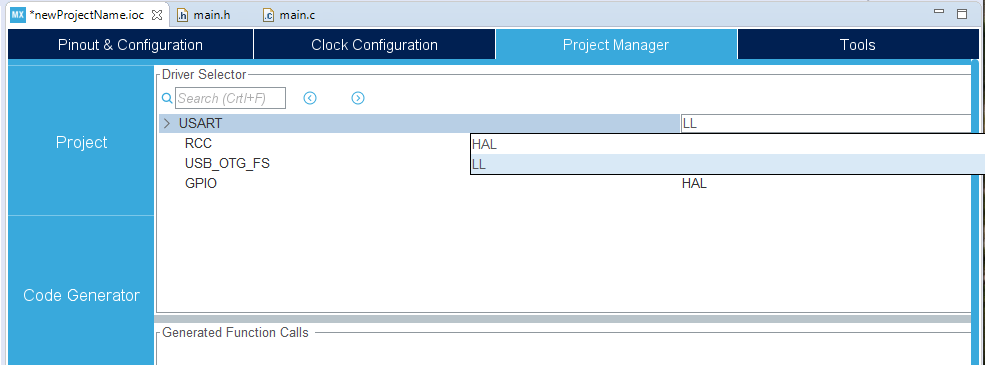 MX *newProjectName.ioc main.h main.c
Pinout & Configuration Clock Configuration Project Manager Tools
Project
Code Generator
Driver Selector
Search (Crtl+F)
USART LL
RCC HAL
USB_OTG_FS LL
GPIO HAL
Generated Function Calls